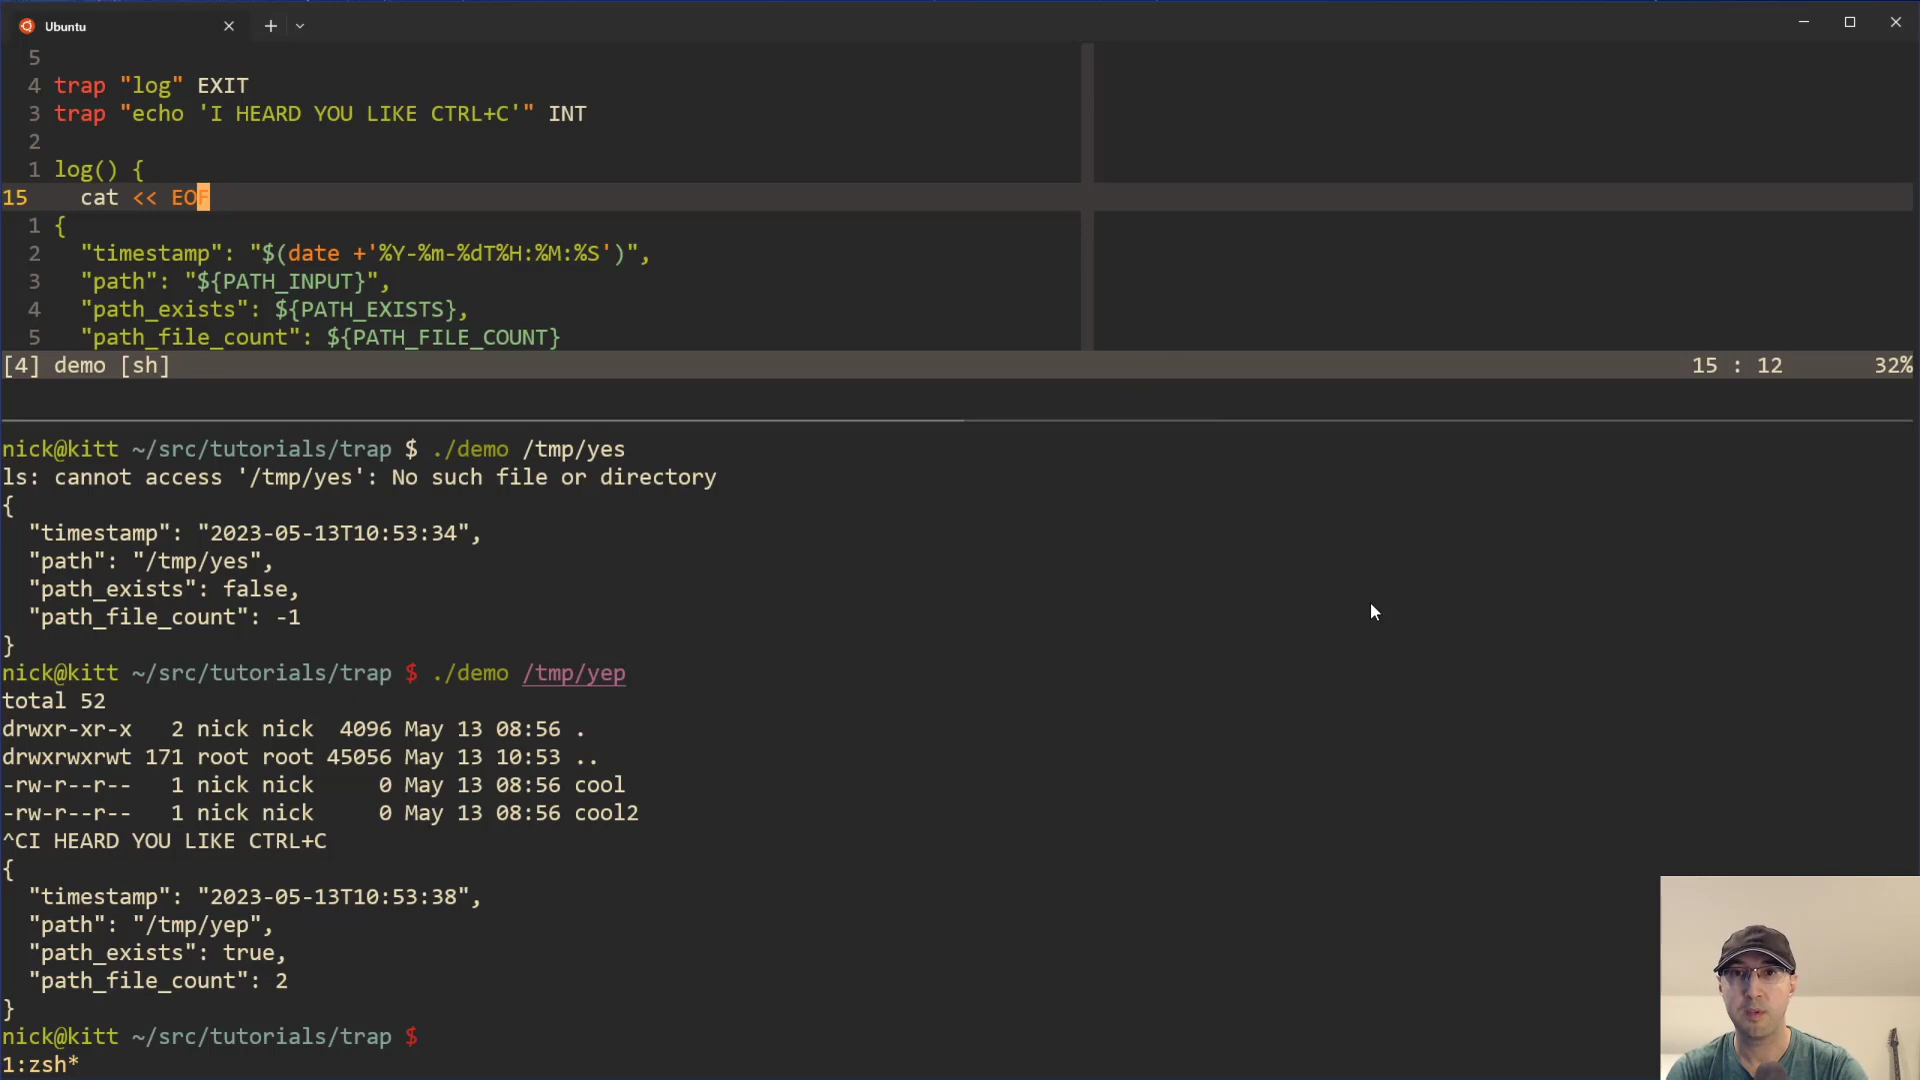 Ubuntu
5
4 trap "log" EXIT
3 trap "echo 'I HEARD YOU LIKE CTRL+C'" INT
2
1 log() {
15 cat << EOF
1 {
2 "timestamp": "$(date +'%Y-%m-%dT%H:%M:%S')",
3 "path": "${PATH_INPUT}",
4 "path_exists": ${PATH_EXISTS},
5 "path_file_count": ${PATH_FILE_COUNT}
[4] demo [sh] 15 : 12 32%
nick@kitt ~/src/tutorials/trap $ ./demo /tmp/yes
ls: cannot access '/tmp/yes': No such file or directory
{
"timestamp": "2023-05-13T10:53:34",
"path": "/tmp/yes",
"path_exists": false,
"path_file_count": -1
}
nick@kitt ~/src/tutorials/trap $ ./demo /tmp/yep
total 52
drwxr-xr-x 2 nick nick 4096 May 13 08:56 .
drwxrwxrwt 171 root root 45056 May 13 10:53 ..
-rw-r--r-- 1 nick nick 0 May 13 08:56 cool
-rw-r--r-- 1 nick nick 0 May 13 08:56 cool2
^CI HEARD YOU LIKE CTRL+C
{
"timestamp": "2023-05-13T10:53:38",
"path": "/tmp/yep",
"path_exists": true,
"path_file_count": 2
}
nick@kitt ~/src/tutorials/trap $
1:zsh*